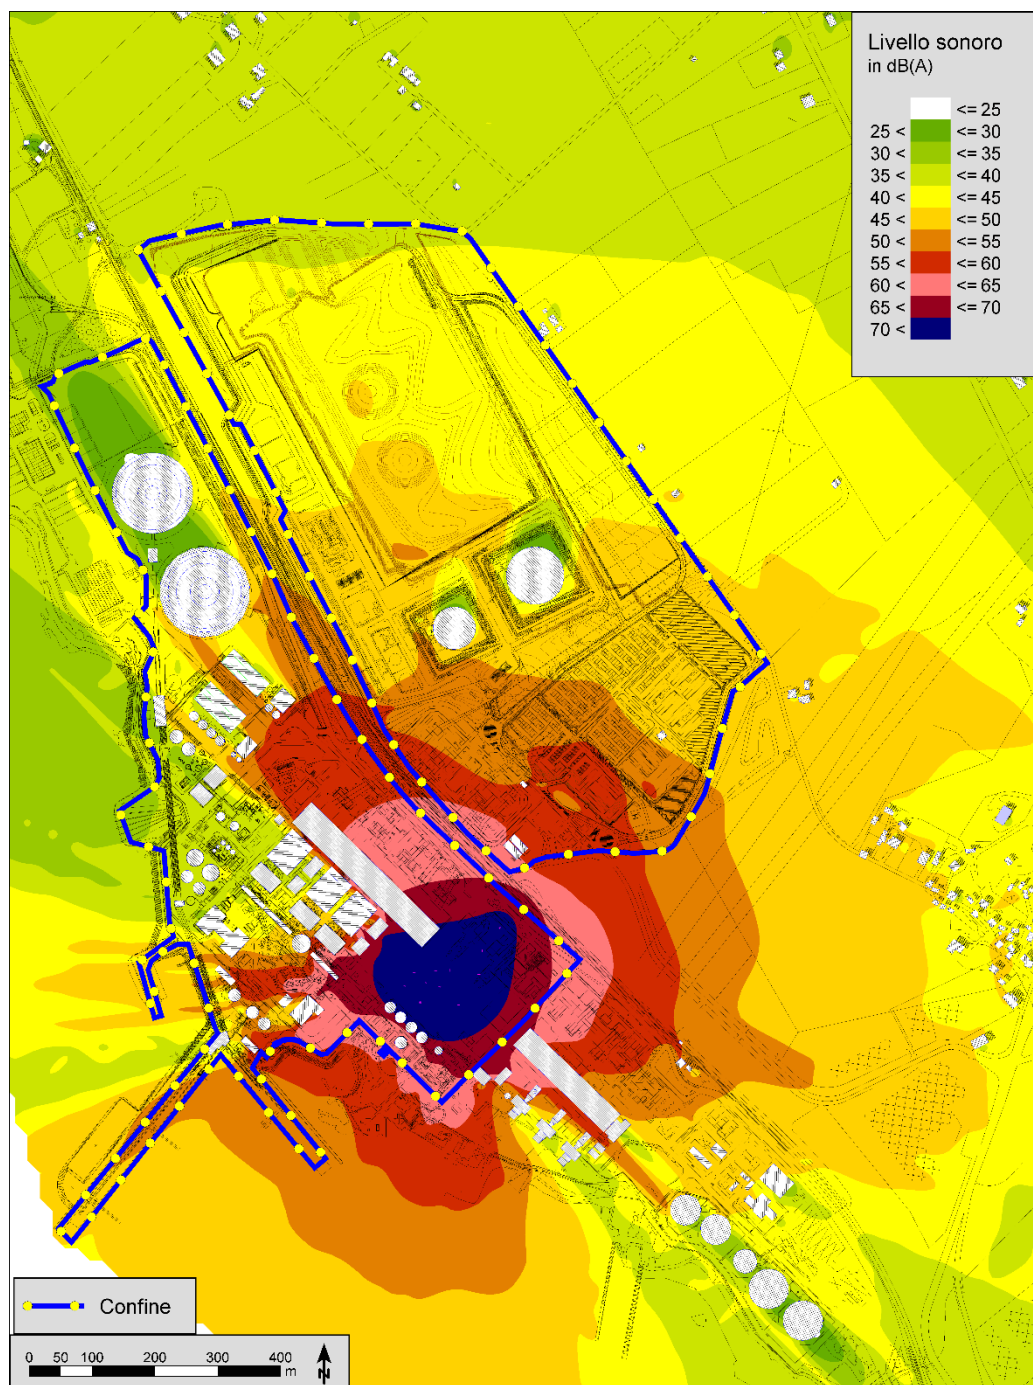 Livello sonoro
in dB(A)
<= 25
25 < <= 30
30 < <= 35
35 < <= 40
40 < <= 45
45 < <= 50
50 < <= 55
55 < <= 60
60 < <= 65
65 < <= 70
70 <
Confine
0 50 100 200 300 400
m
N